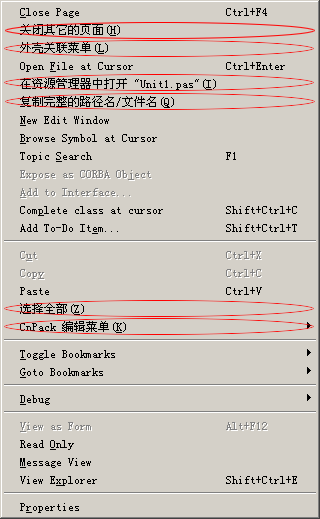 Close Page Ctrl+F4
关闭其它的页面(H)
外壳关联菜单(L)
Open File at Cursor Ctrl+Enter
在资源管理器中打开 "Unit1.pas"(I)
复制完整的路径名/文件名(Q)
New Edit Window
Browse Symbol at Cursor
Topic Search F1
Expose as CORBA Object
Add to Interface...
Complete class at cursor Shift+Ctrl+C
Add To-Do Item... Shift+Ctrl+T
Cut Ctrl+X
Copy Ctrl+C
Paste Ctrl+V
选择全部(Z)
CnPack 编辑菜单(K)
Toggle Bookmarks
Goto Bookmarks
Debug
View as Form Alt+F12
Read Only
Message View
View Explorer Shift+Ctrl+E
Properties